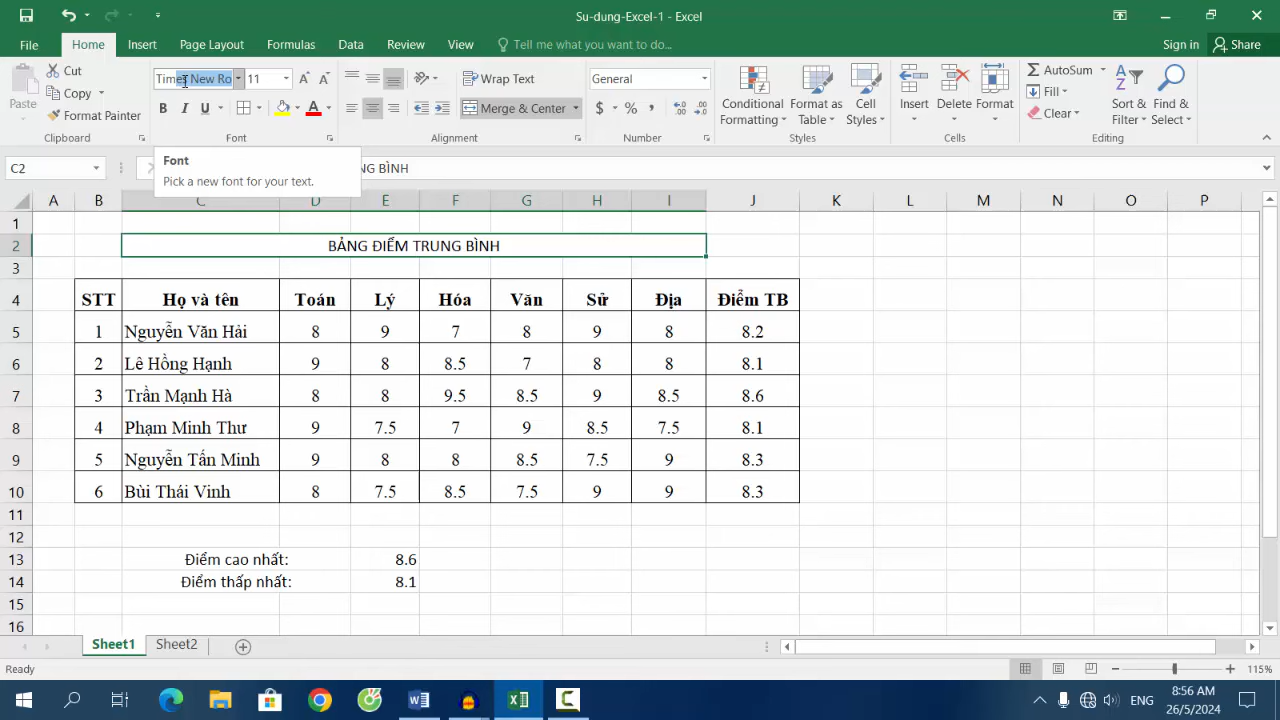 Su-dung-Excel-1 - Excel
File Home Insert Page Layout Formulas Data Review View Tell me what you want to do... Sign in Share
Paste Cut Copy Format Painter Clipboard
Times New Ro 11 B I U A Font
Wrap Text Merge & Center Alignment
General $ % , Number
Conditional Formatting Format as Table Cell Styles Styles
Insert Delete Format Cells
AutoSum Fill Clear Sort & Filter Find & Select Editing
C2 NG BÌNH
Font
Pick a new font for your text.
A B C D E F G H I J K L M N O P
1
2 BẢNG ĐIỂM TRUNG BÌNH
3
4 STT Họ và tên Toán Lý Hóa Văn Sử Địa Điểm TB
5 1 Nguyễn Văn Hải 8 9 7 8 9 8 8.2
6 2 Lê Hồng Hạnh 9 8 8.5 7 8 8 8.1
7 3 Trần Mạnh Hà 8 8 9.5 8.5 9 8.5 8.6
8 4 Phạm Minh Thư 9 7.5 7 9 8.5 7.5 8.1
9 5 Nguyễn Tấn Minh 9 8 8 8.5 7.5 9 8.3
10 6 Bùi Thái Vinh 8 7.5 8.5 7.5 9 9 8.3
11
12
13 Điểm cao nhất: 8.6
14 Điểm thấp nhất: 8.1
15
16
Sheet1 Sheet2
Ready 115%
ENG 8:56 AM
26/5/2024